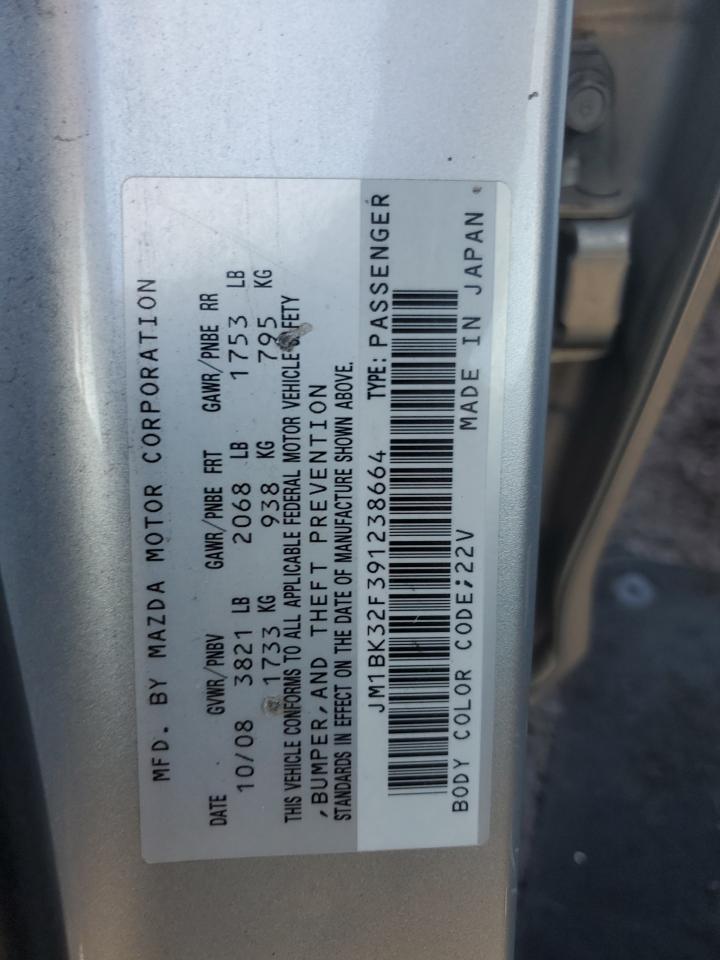 MFD. BY MAZDA MOTOR CORPORATION
DATE GVWR/PNBV GAWR/PNBE FRT GAWR/PNBE RR
10/08 3821 LB 2068 LB 1753 LB
1733 KG 938 KG 795 KG
THIS VEHICLE CONFORMS TO ALL APPLICABLE FEDERAL MOTOR VEHICLE SAFETY
,BUMPER,AND THEFT PREVENTION
STANDARDS IN EFFECT ON THE DATE OF MANUFACTURE SHOWN ABOVE.
JM1BK32F391238664 TYPE: PASSENGER
BODY COLOR CODE;22V MADE IN JAPAN